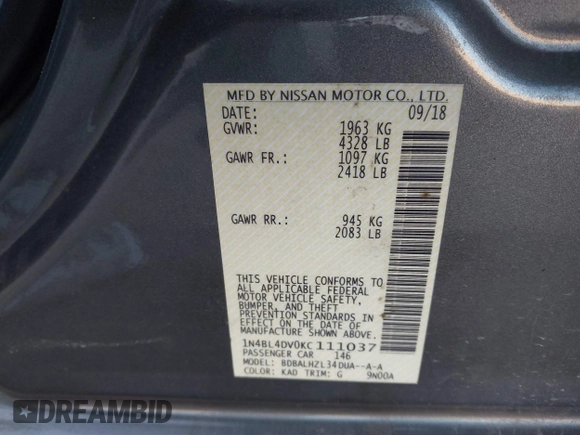 MFD BY NISSAN MOTOR CO., LTD.
DATE: 09/18
GVWR: 1963 KG
4328 LB
GAWR FR.: 1097 KG
2418 LB
GAWR RR.: 945 KG
2083 LB
THIS VEHICLE CONFORMS TO
ALL APPLICABLE FEDERAL
MOTOR VEHICLE SAFETY,
BUMPER, AND THEFT
PREVENTION STANDARDS IN
EFFECT ON THE DATE OF
MANUFACTURE SHOWN ABOVE.
1N4BL4DV0KC111037
PASSENGER CAR 146
MODEL: BDBALHZL34DUA--A-A
COLOR: KAD TRIM: G 9N00A
DREAMBID